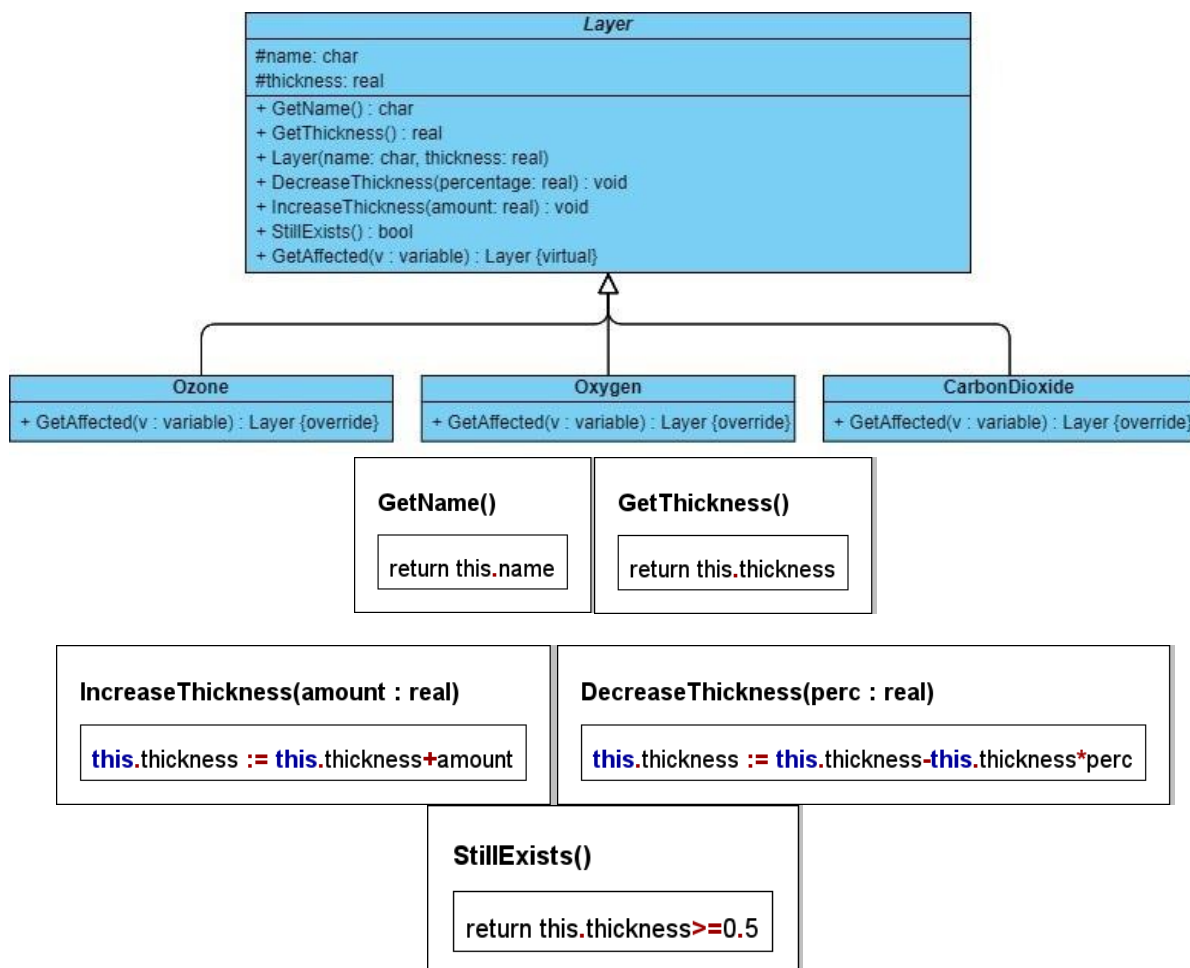 Layer
#name: char
#thickness: real
+ GetName() : char
+ GetThickness() : real
+ Layer(name: char, thickness: real)
+ DecreaseThickness(percentage: real) : void
+ IncreaseThickness(amount: real) : void
+ StillExists() : bool
+ GetAffected(v : variable) : Layer {virtual}
Ozone
+ GetAffected(v : variable) : Layer {override}
Oxygen
+ GetAffected(v : variable) : Layer {override}
CarbonDioxide
+ GetAffected(v : variable) : Layer {override}
GetName()
return this.name
GetThickness()
return this.thickness
IncreaseThickness(amount : real)
this.thickness := this.thickness+amount
DecreaseThickness(perc : real)
this.thickness := this.thickness-this.thickness*perc
StillExists()
return this.thickness>=0.5